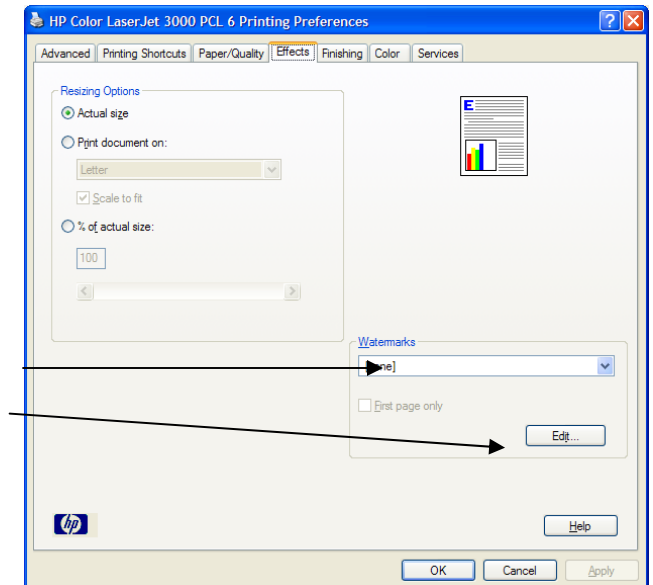 HP Color LaserJet 3000 PCL 6 Printing Preferences
Advanced Printing Shortcuts Paper/Quality Effects Finishing Color Services
Resizing Options
Actual size
Print document on:
Letter
Scale to fit
% of actual size:
100
E
Watermarks
ne]
First page only
Edit...
hp
Help
OK Cancel Apply